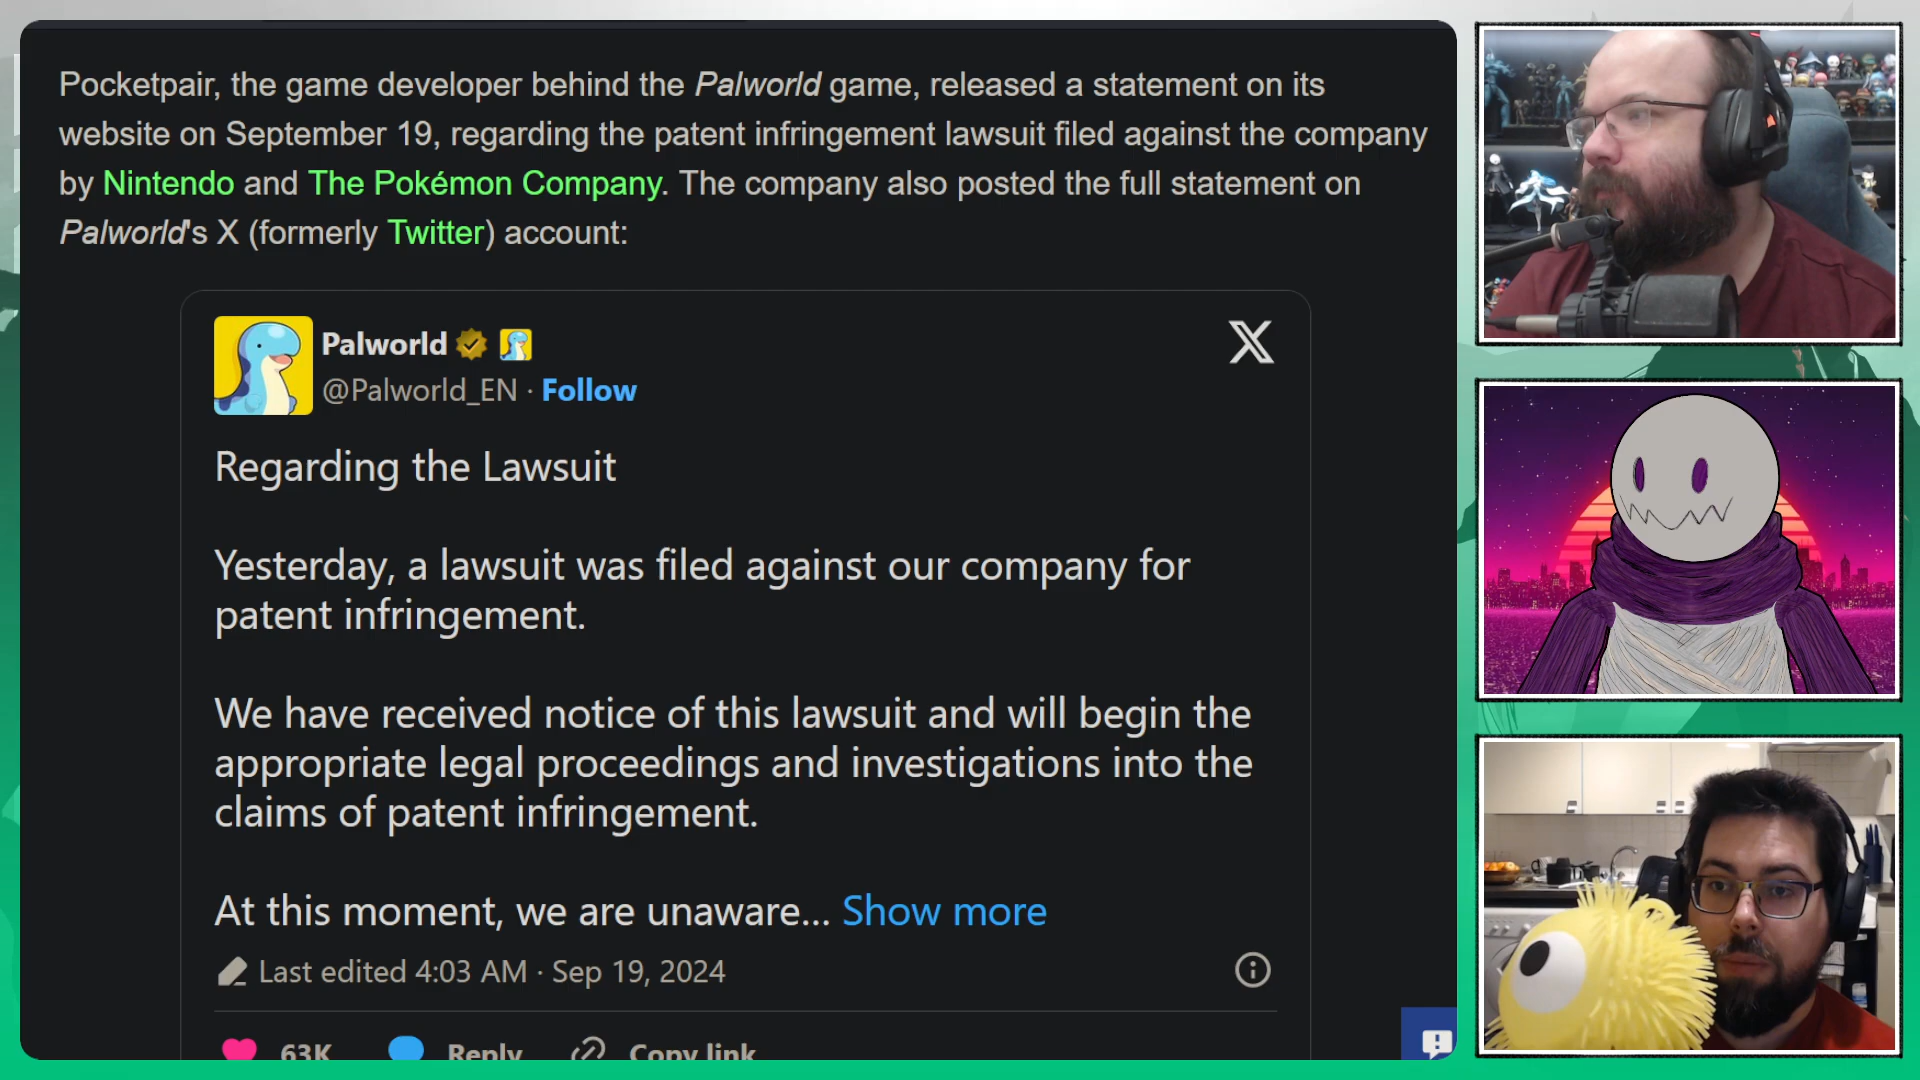 Pocketpair, the game developer behind the Palworld game, released a statement on its
website on September 19, regarding the patent infringement lawsuit filed against the company
by Nintendo and The Pokémon Company. The company also posted the full statement on
Palworld's X (formerly Twitter) account:
Palworld
@Palworld_EN · Follow
Regarding the Lawsuit
Yesterday, a lawsuit was filed against our company for
patent infringement.
We have received notice of this lawsuit and will begin the
appropriate legal proceedings and investigations into the
claims of patent infringement.
At this moment, we are unaware... Show more
Last edited 4:03 AM · Sep 19, 2024
63K Reply Copy link